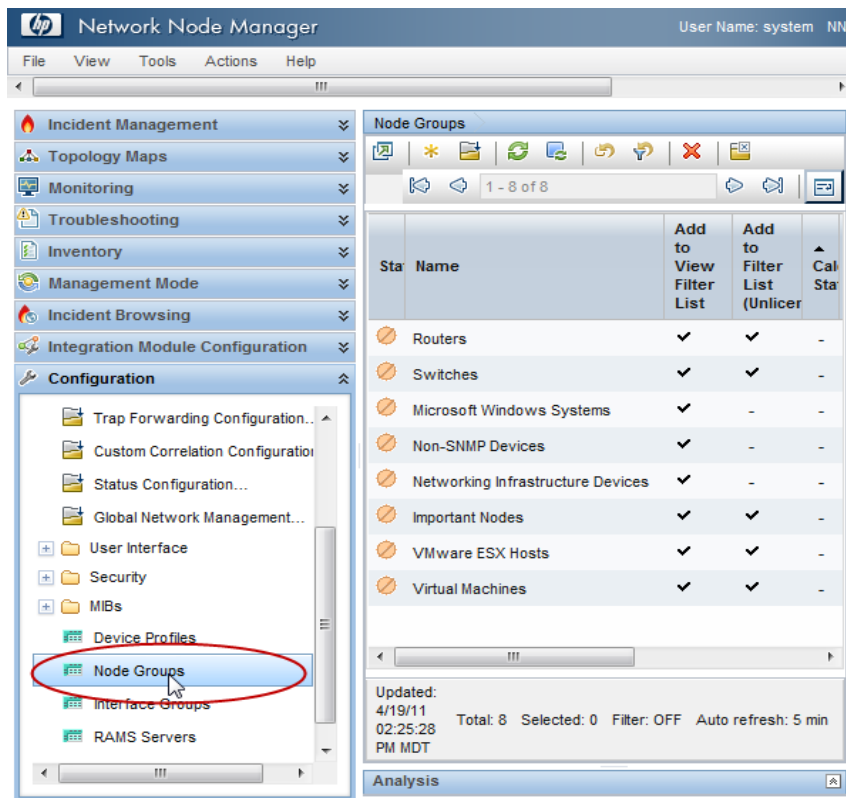 hp Network Node Manager User Name: system NN
File View Tools Actions Help
Incident Management
Topology Maps
Monitoring
Troubleshooting
Inventory
Management Mode
Incident Browsing
Integration Module Configuration
Configuration
Trap Forwarding Configuration..
Custom Correlation Configuration
Status Configuration...
Global Network Management...
User Interface
Security
MIBs
Device Profiles
Node Groups
Interface Groups
RAMS Servers
Node Groups
1 - 8 of 8
Sta
Name
Add
to
View
Filter
List
Add
to
Filter
List
(Unlicen
Cal
Sta
Routers ✔ ✔ -
Switches ✔ ✔ -
Microsoft Windows Systems ✔ - -
Non-SNMP Devices ✔ - -
Networking Infrastructure Devices ✔ - -
Important Nodes ✔ ✔ -
VMware ESX Hosts ✔ ✔ -
Virtual Machines ✔ ✔ -
Updated:
4/19/11
02:25:28
PM MDT
Total: 8 Selected: 0 Filter: OFF Auto refresh: 5 min
Analysis